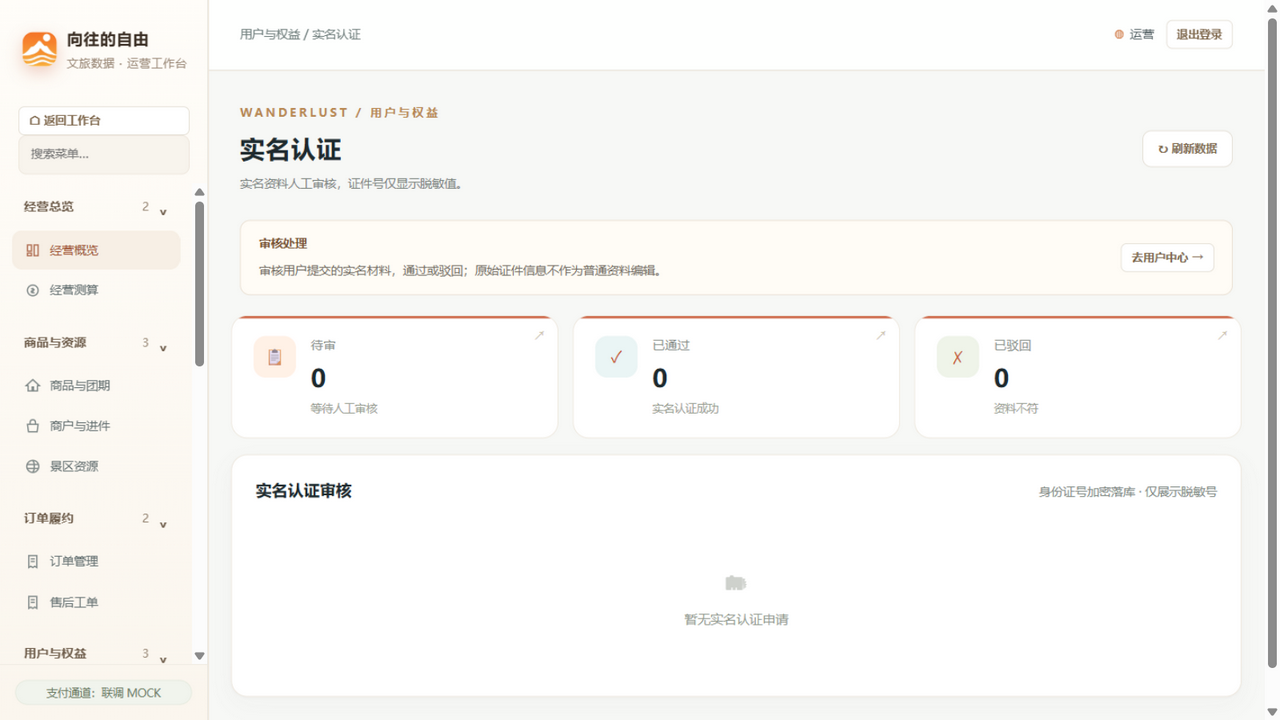 向往的自由
文旅数据 · 运营工作台
返回工作台
搜索菜单...
经营总览 2
经营概览
经营测算
商品与资源 3
商品与团期
商户与进件
景区资源
订单履约 2
订单管理
售后工单
用户与权益 3
支付通道：联调 MOCK
用户与权益 / 实名认证
运营
退出登录
WANDERLUST / 用户与权益
实名认证
实名资料人工审核，证件号仅显示脱敏值。
↻ 刷新数据
审核处理
审核用户提交的实名材料，通过或驳回；原始证件信息不作为普通资料编辑。
去用户中心 →
待审
0
等待人工审核
已通过
0
实名认证成功
已驳回
0
资料不符
实名认证审核
身份证号加密落库 · 仅展示脱敏号
暂无实名认证申请